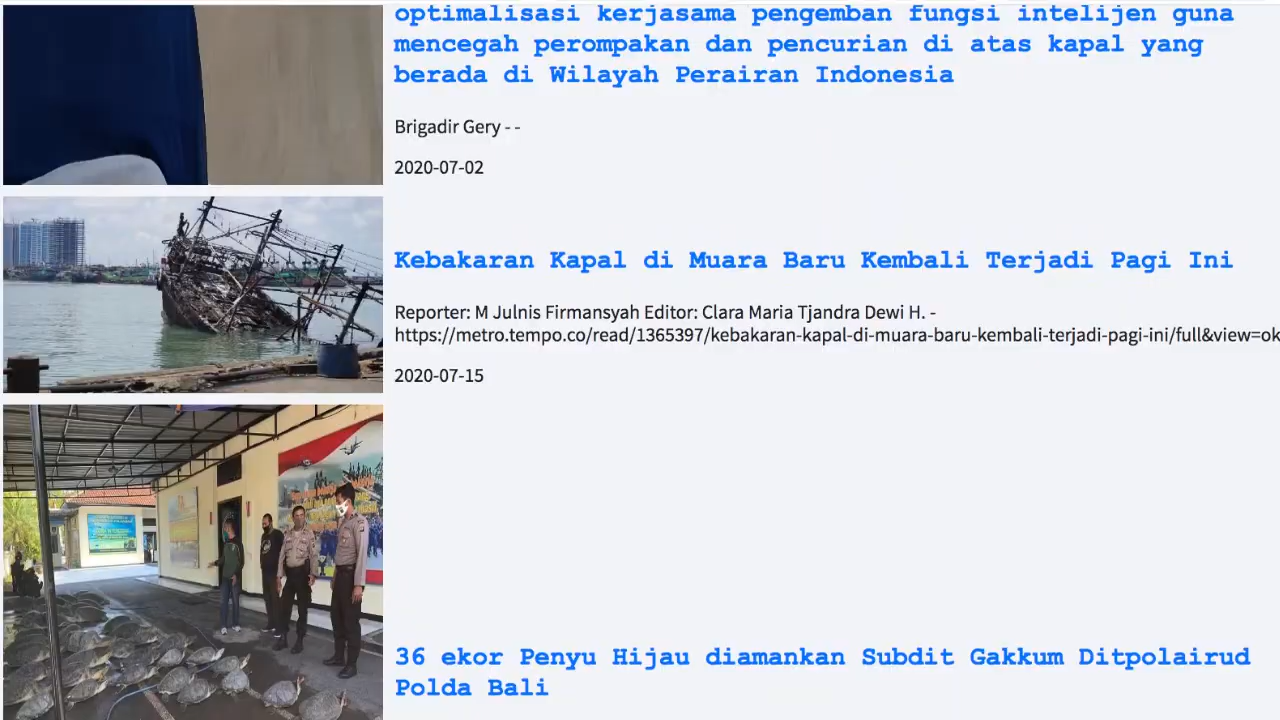 optimalisasi kerjasama pengemban fungsi intelijen guna
mencegah perompakan dan pencurian di atas kapal yang
berada di Wilayah Perairan Indonesia
Brigadir Gery - -
2020-07-02
Kebakaran Kapal di Muara Baru Kembali Terjadi Pagi Ini
Reporter: M Julnis Firmansyah Editor: Clara Maria Tjandra Dewi H. -
https://metro.tempo.co/read/1365397/kebakaran-kapal-di-muara-baru-kembali-terjadi-pagi-ini/full&view=ok
2020-07-15
36 ekor Penyu Hijau diamankan Subdit Gakkum Ditpolairud
Polda Bali